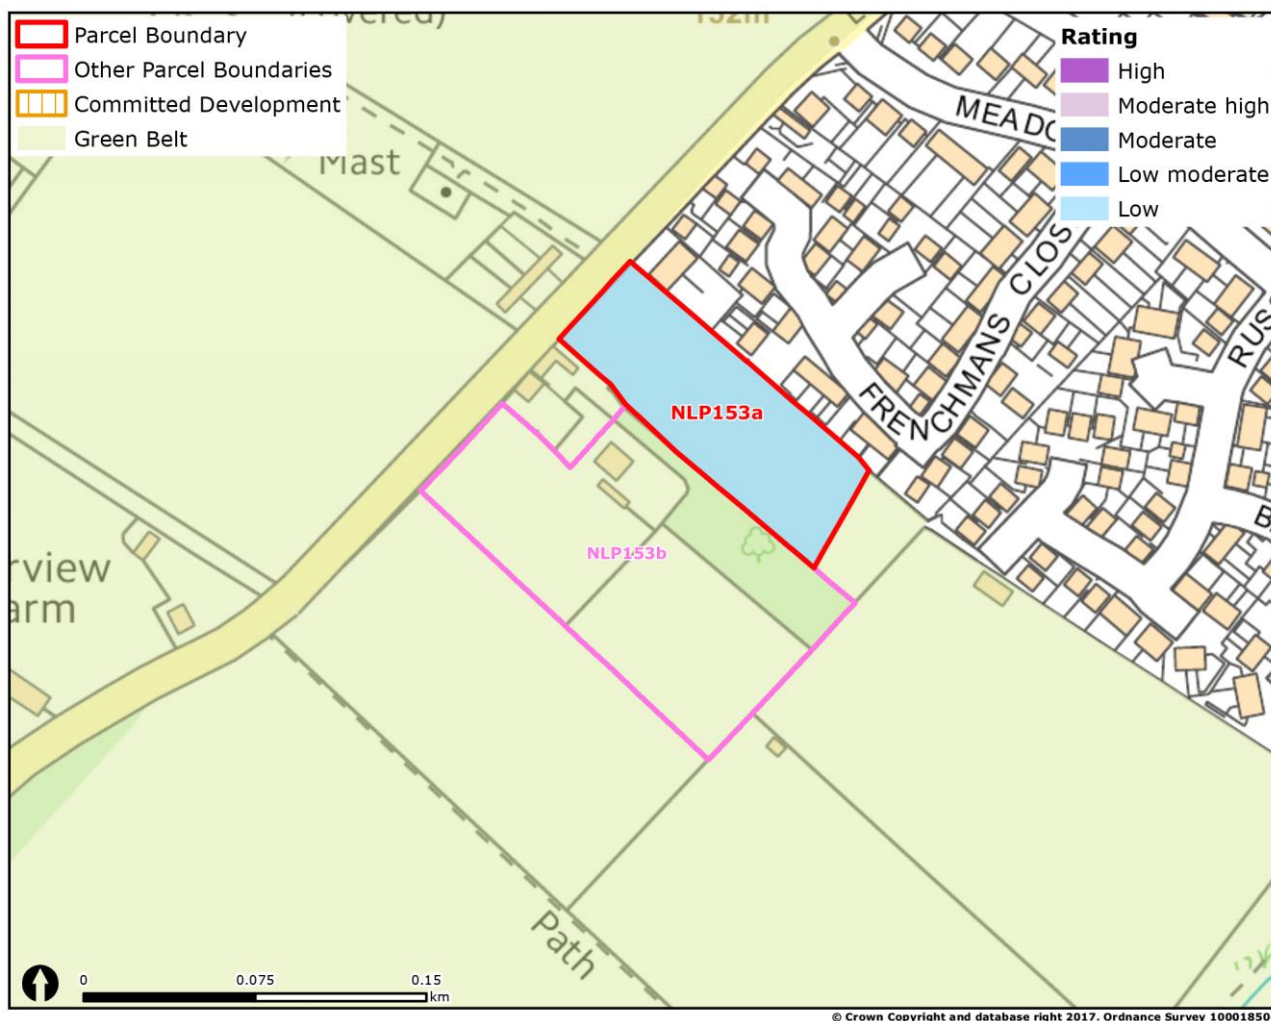 Parcel Boundary
Other Parcel Boundaries
Committed Development
Green Belt
Rating
High
Moderate high
Moderate
Low moderate
Low
152m
Mast
NLP153a
NLP153b
FRENCHMANS CLOS
Path
0 0.075 0.15
km
© Crown Copyright and database right 2017. Ordnance Survey 10001850